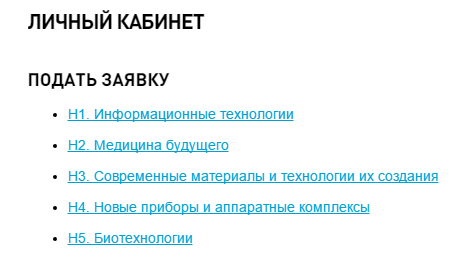 ЛИЧНЫЙ КАБИНЕТ
ПОДАТЬ ЗАЯВКУ
Н1. Информационные технологии
Н2. Медицина будущего
Н3. Современные материалы и технологии их создания
Н4. Новые приборы и аппаратные комплексы
Н5. Биотехнологии